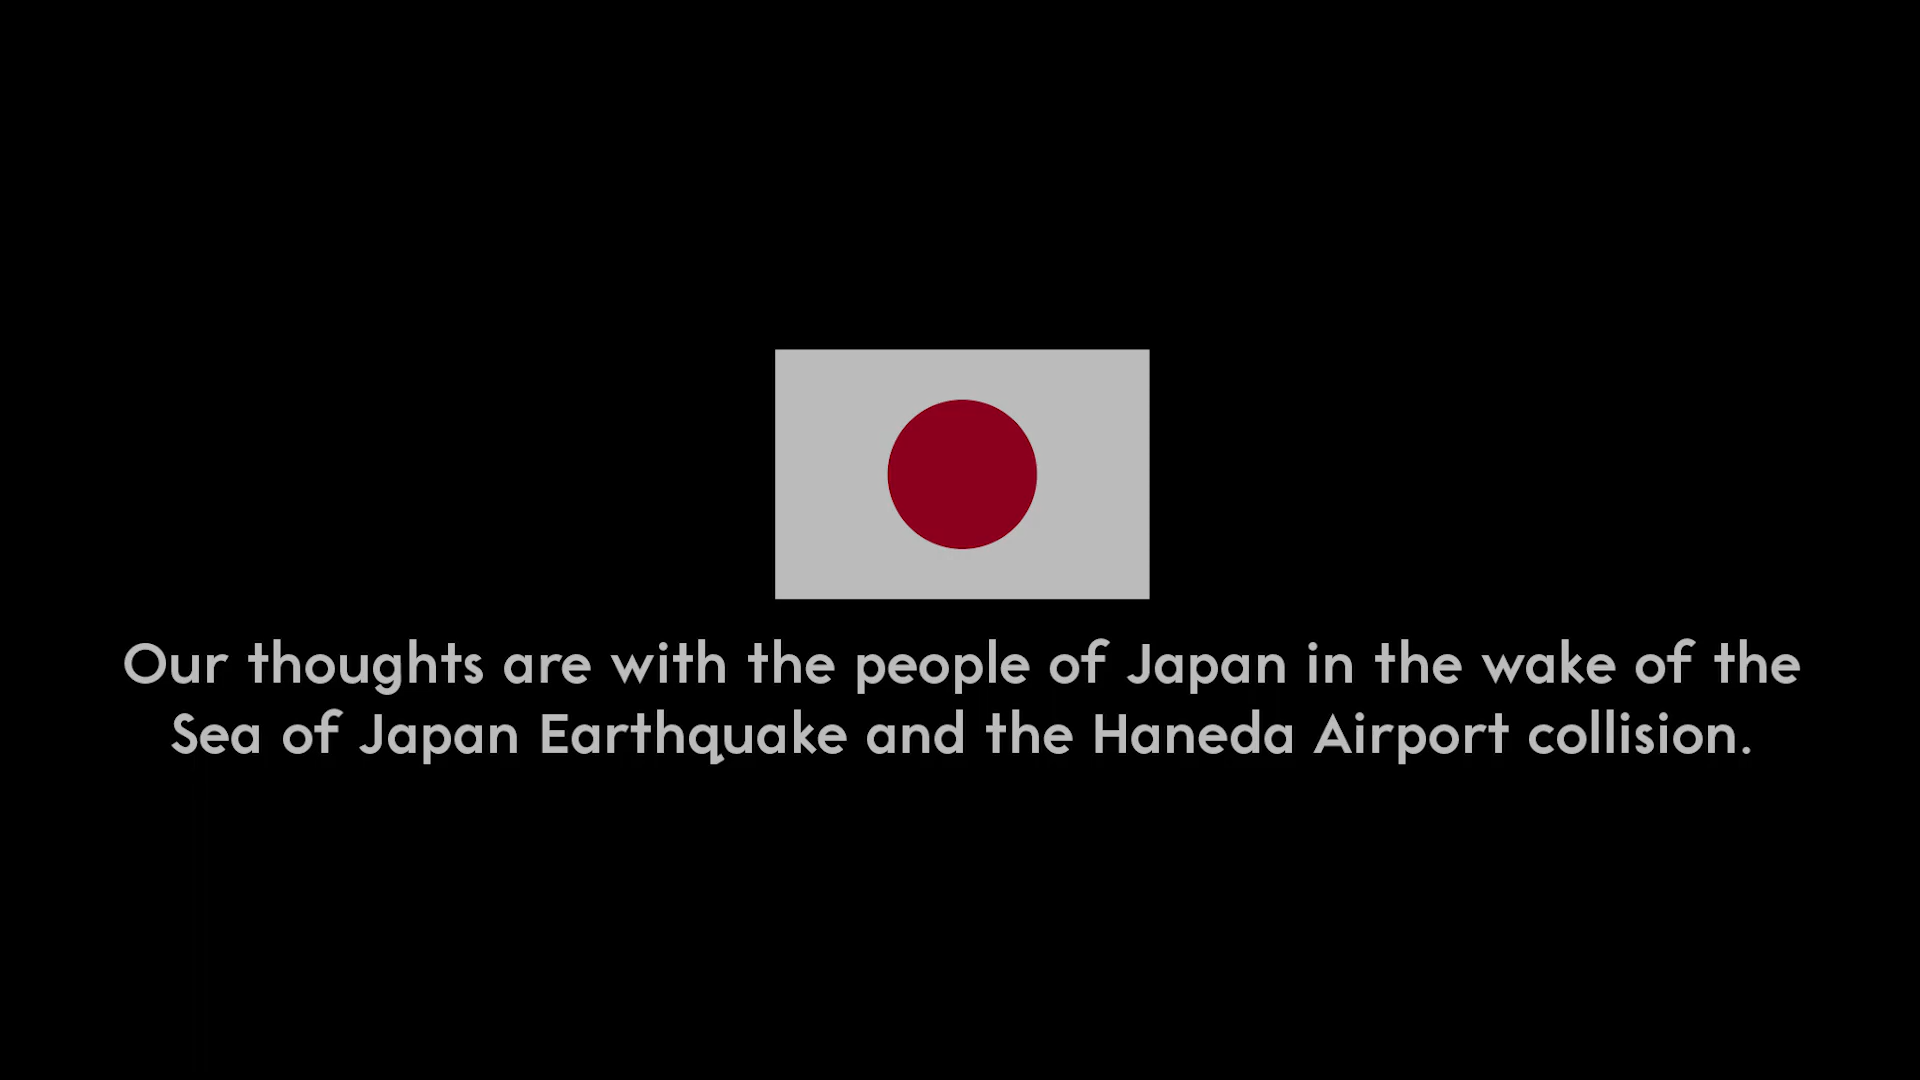 Our thoughts are with the people of Japan in the wake of the
Sea of Japan Earthquake and the Haneda Airport collision.